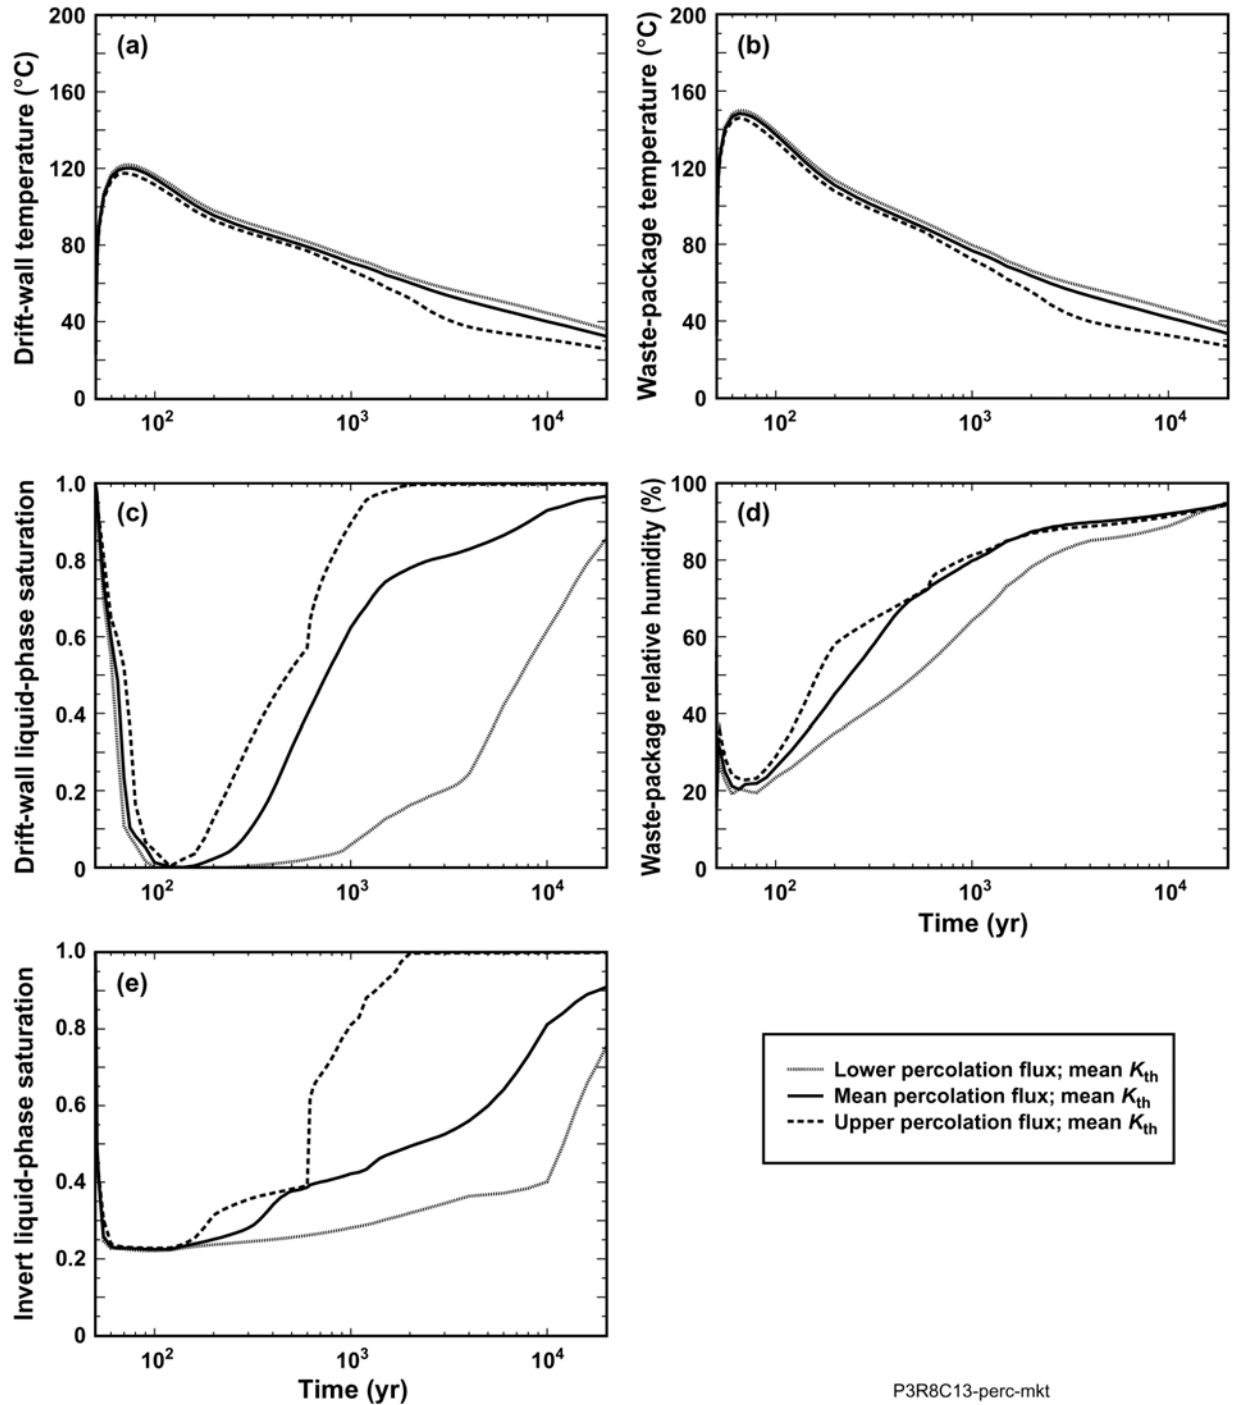 (a)
Drift-wall temperature (°C)
200
160
120
80
40
0
10²
10³
10⁴
(b)
Waste-package temperature (°C)
200
160
120
80
40
0
10²
10³
10⁴
(c)
Drift-wall liquid-phase saturation
1.0
0.8
0.6
0.4
0.2
0
10²
10³
10⁴
(d)
Waste-package relative humidity (%)
100
80
60
40
20
0
10²
10³
10⁴
Time (yr)
(e)
Invert liquid-phase saturation
1.0
0.8
0.6
0.4
0.2
0
10²
10³
10⁴
Time (yr)
Lower percolation flux; mean Kth
Mean percolation flux; mean Kth
Upper percolation flux; mean Kth
P3R8C13-perc-mkt